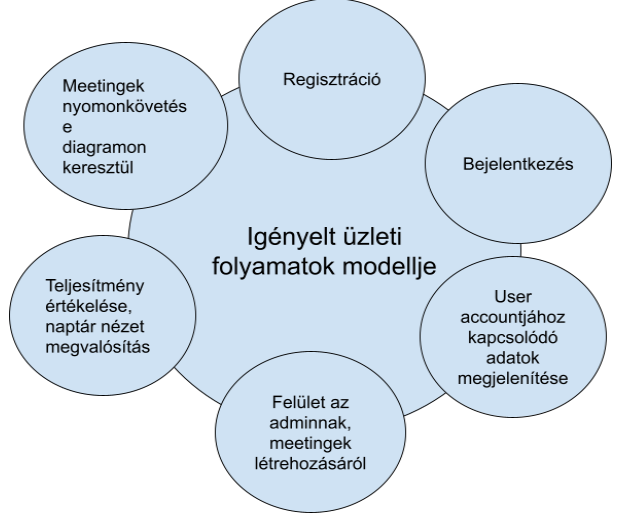 Regisztráció
Bejelentkezés
User
accountjához
kapcsolódó
adatok
megjelenítése
Felület az
adminnak,
meetingek
létrehozásáról
Teljesítmény
értékelése,
naptár nézet
megvalósítás
Meetingek
nyomonkövetés
e
diagramon
keresztül
Igényelt üzleti
folyamatok modellje